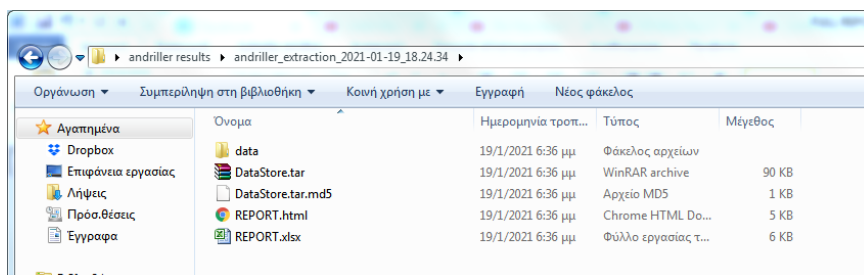 andriller results ▸ andriller_extraction_2021-01-19_18.24.34 ▸
Οργάνωση Συμπερίληψη στη βιβλιοθήκη Κοινή χρήση με Εγγραφή Νέος φάκελος
Αγαπημένα
Dropbox
Επιφάνεια εργασίας
Λήψεις
Πρόσ.θέσεις
Έγγραφα
Όνομα Ημερομηνία τροπ... Τύπος Μέγεθος
data 19/1/2021 6:36 μμ Φάκελος αρχείων
DataStore.tar 19/1/2021 6:36 μμ WinRAR archive 90 KB
DataStore.tar.md5 19/1/2021 6:36 μμ Αρχείο MD5 1 KB
REPORT.html 19/1/2021 6:36 μμ Chrome HTML Do... 5 KB
REPORT.xlsx 19/1/2021 6:36 μμ Φύλλο εργασίας τ... 6 KB